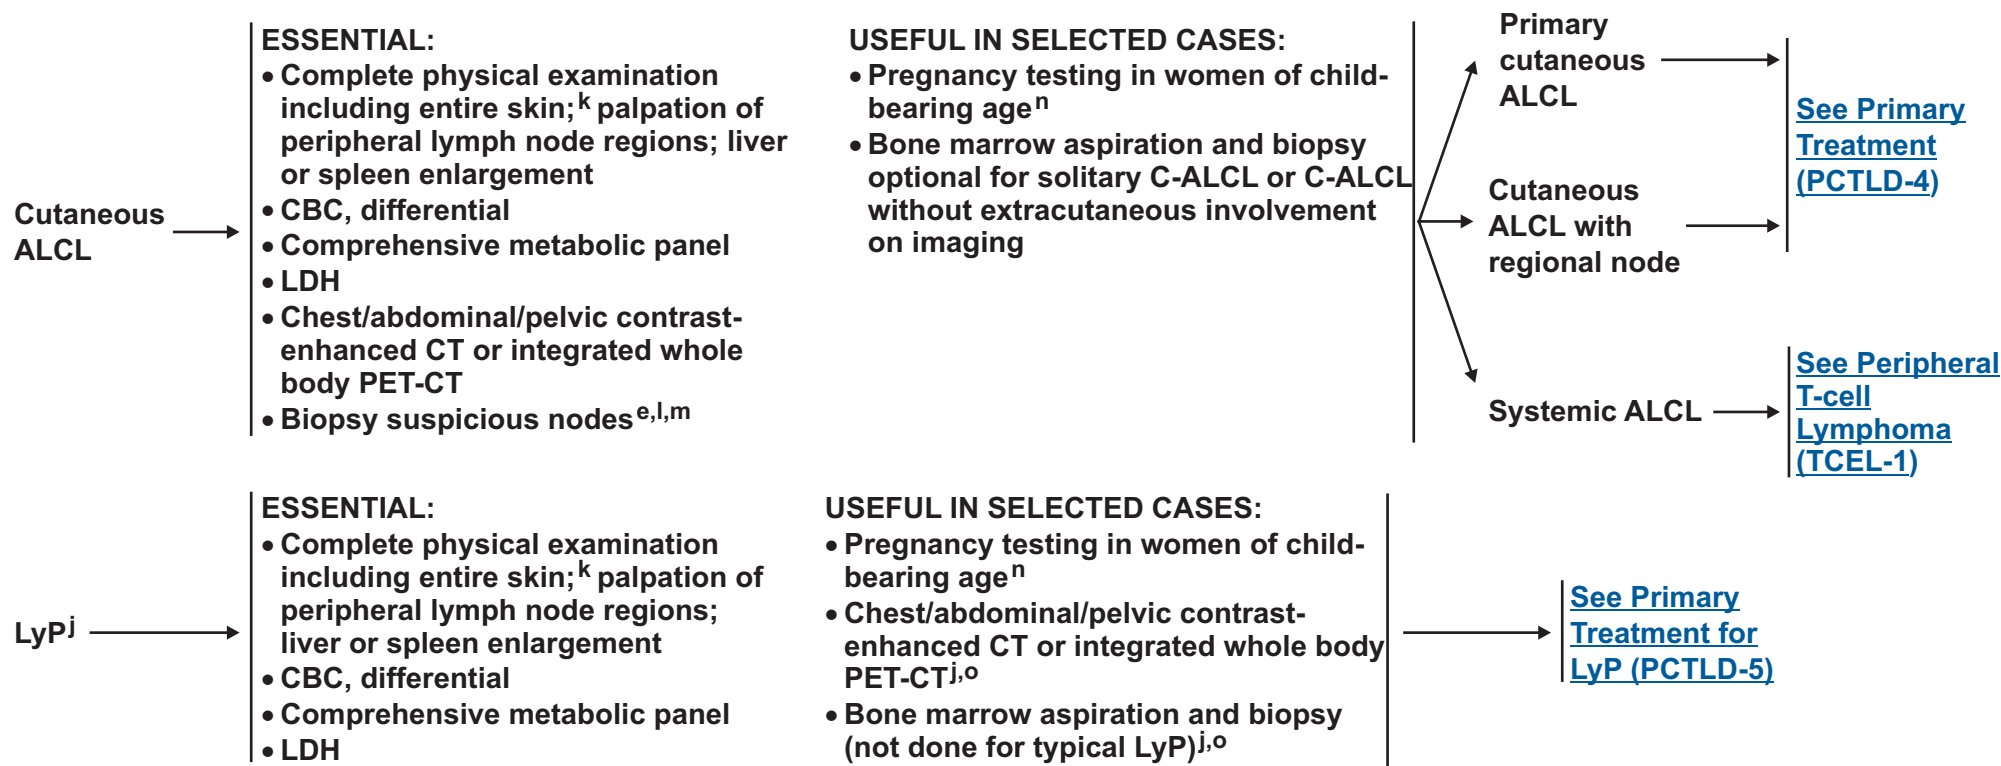 Cutaneous
ALCL
ESSENTIAL:
• Complete physical examination
including entire skin;k palpation of
peripheral lymph node regions; liver
or spleen enlargement
• CBC, differential
• Comprehensive metabolic panel
• LDH
• Chest/abdominal/pelvic contrast-
enhanced CT or integrated whole
body PET-CT
• Biopsy suspicious nodese,l,m
USEFUL IN SELECTED CASES:
• Pregnancy testing in women of child-
bearing agen
• Bone marrow aspiration and biopsy
optional for solitary C-ALCL or C-ALCL
without extracutaneous involvement
on imaging
Primary
cutaneous
ALCL
Cutaneous
ALCL with
regional node
See Primary
Treatment
(PCTLD-4)
Systemic ALCL
See Peripheral
T-cell
Lymphoma
(TCEL-1)
LyPj
ESSENTIAL:
• Complete physical examination
including entire skin;k palpation of
peripheral lymph node regions;
liver or spleen enlargement
• CBC, differential
• Comprehensive metabolic panel
• LDH
USEFUL IN SELECTED CASES:
• Pregnancy testing in women of child-
bearing agen
• Chest/abdominal/pelvic contrast-
enhanced CT or integrated whole body
PET-CTj,o
• Bone marrow aspiration and biopsy
(not done for typical LyP)j,o
See Primary
Treatment for
LyP (PCTLD-5)